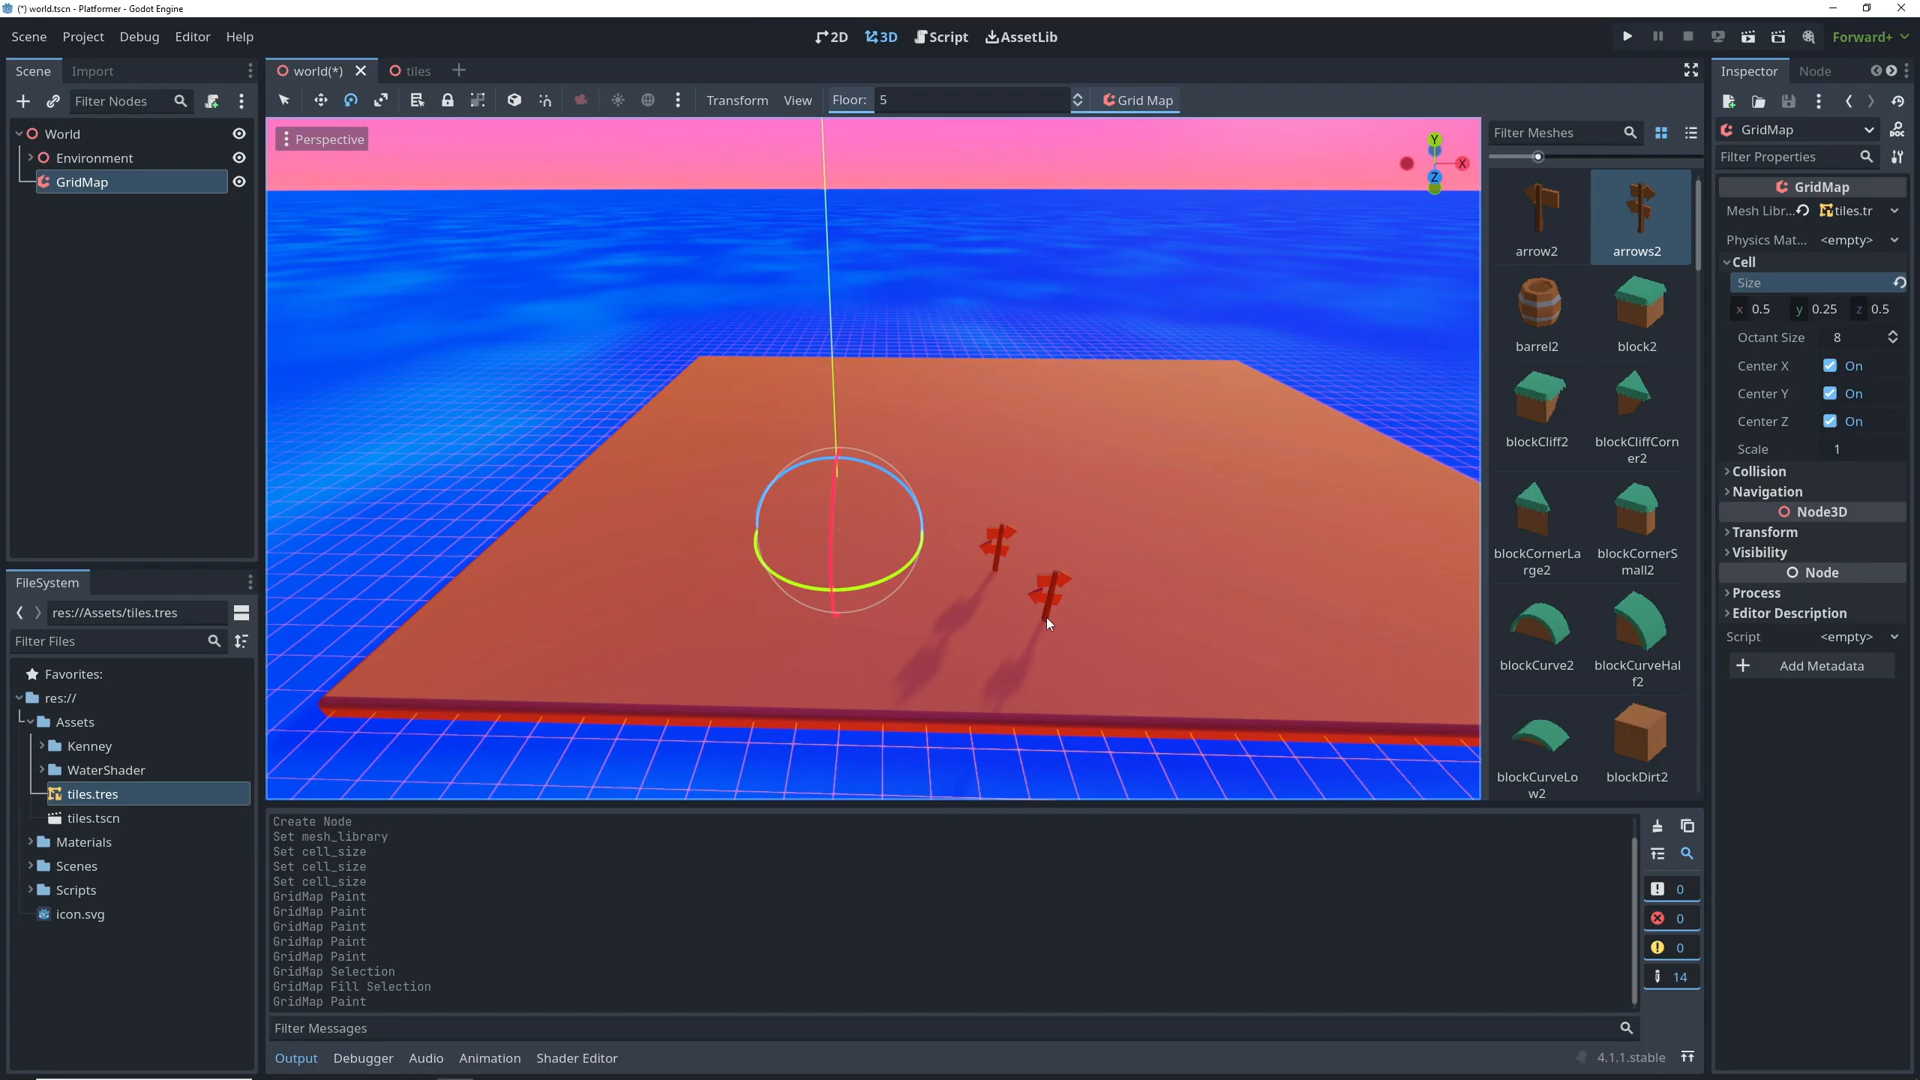 (*) world.tscn - Platformer - Godot Engine
Scene Project Debug Editor Help
2D 3D Script AssetLib
Forward+
Scene Import
Filter Nodes
World
Environment
GridMap
world(*) tiles
Transform View Floor: 5 Grid Map
Perspective
Y
X
Z
Filter Meshes
arrow2 arrows2
barrel2 block2
blockCliff2 blockCliffCorn
er2
blockCornerLa blockCornerS
rge2 mall2
blockCurve2 blockCurveHal
f2
blockCurveLo blockDirt2
w2
Inspector Node
GridMap
Filter Properties
GridMap
Mesh Libr... tiles.tr
Physics Mat... <empty>
Cell
Size
x 0.5 y 0.25 z 0.5
Octant Size 8
Center X On
Center Y On
Center Z On
Scale 1
Collision
Navigation
Node3D
Transform
Visibility
Node
Process
Editor Description
Script <empty>
Add Metadata
FileSystem
res://Assets/tiles.tres
Filter Files
Favorites:
res://
Assets
Kenney
WaterShader
tiles.tres
tiles.tscn
Materials
Scenes
Scripts
icon.svg
Create Node
Set mesh_library
Set cell_size
Set cell_size
Set cell_size
GridMap Paint
GridMap Paint
GridMap Paint
GridMap Paint
GridMap Paint
GridMap Selection
GridMap Fill Selection
GridMap Paint
0
0
0
14
Filter Messages
Output Debugger Audio Animation Shader Editor
4.1.1.stable